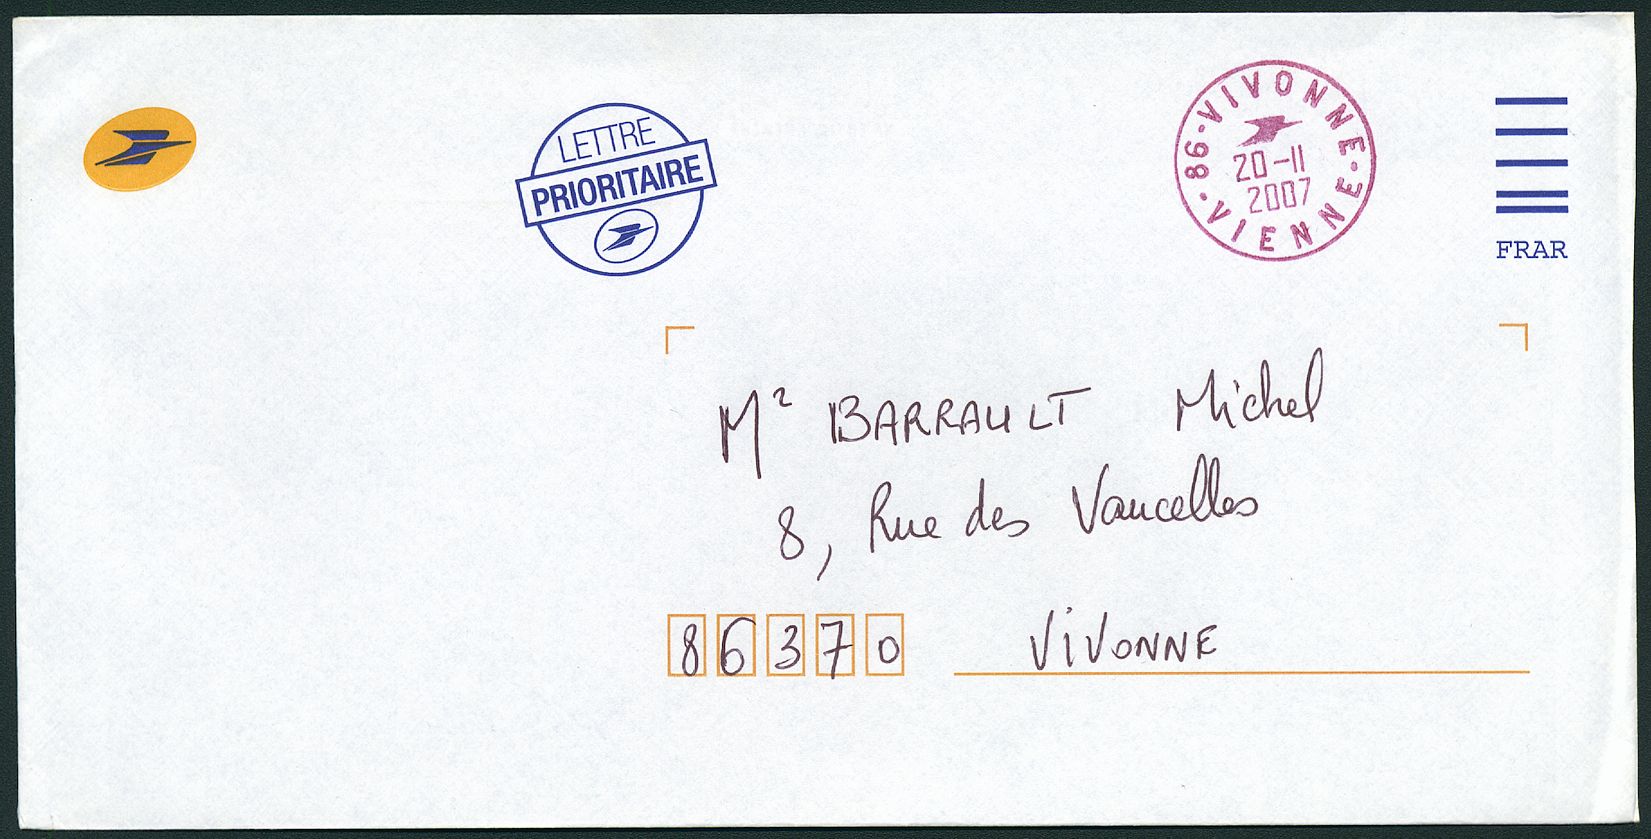 LETTRE
PRIORITAIRE
86 · VIVONNE · VIENNE ·
20-11
2007
FRAR
Mr BARRAULT Michel
8, Rue des Vaucelles
86370 VIVONNE